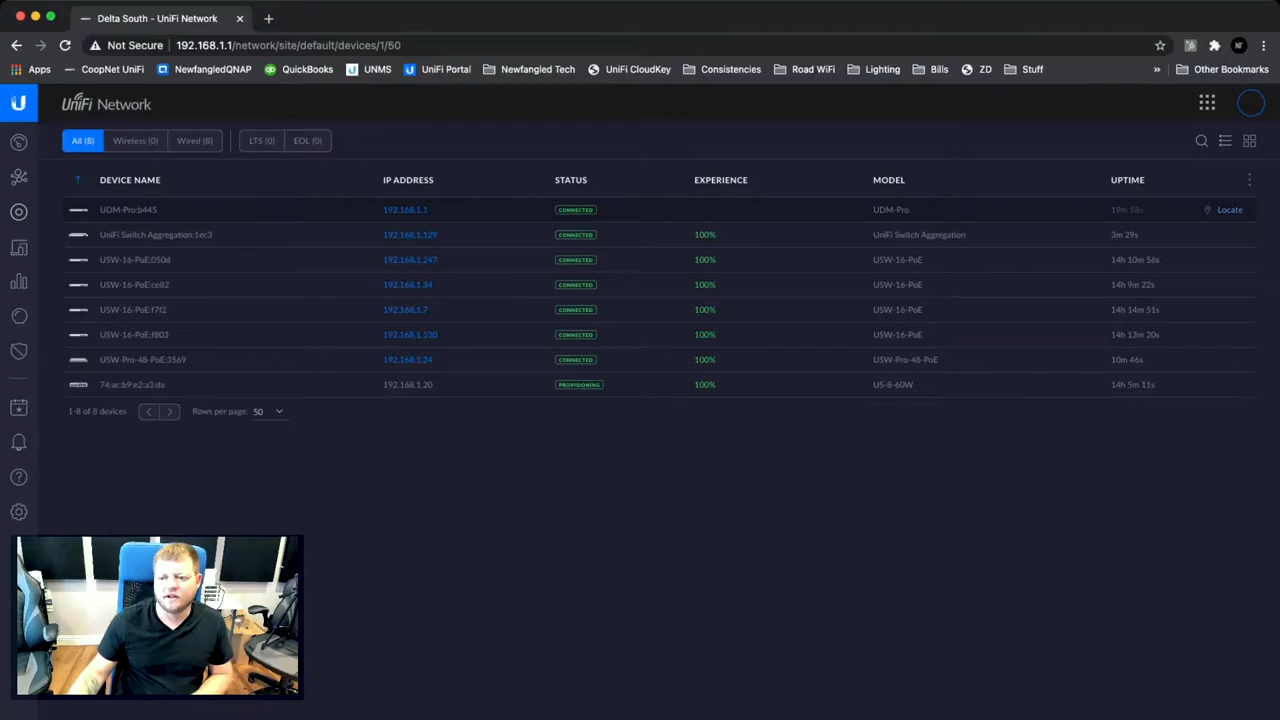 Delta South - UniFi Network
Not Secure 192.168.1.1/network/site/default/devices/1/50
Apps CoopNet UniFi NewfangledQNAP QuickBooks UNMS UniFi Portal Newfangled Tech UniFi CloudKey Consistencies Road WiFi Lighting Bills ZD Stuff » Other Bookmarks
UniFi Network
All (8) Wireless (0) Wired (8) LTS (0) EOL (0)
DEVICE NAME IP ADDRESS STATUS EXPERIENCE MODEL UPTIME
UDM-Pro:b445 192.168.1.1 CONNECTED UDM-Pro 19m 58s Locate
UniFi Switch Aggregation:1ec3 192.168.1.129 CONNECTED 100% UniFi Switch Aggregation 3m 29s
USW-16-PoE:050d 192.168.1.247 CONNECTED 100% USW-16-PoE 14h 10m 56s
USW-16-PoE:ce82 192.168.1.34 CONNECTED 100% USW-16-PoE 14h 9m 22s
USW-16-PoE:f7f2 192.168.1.7 CONNECTED 100% USW-16-PoE 14h 14m 51s
USW-16-PoE:f803 192.168.1.130 CONNECTED 100% USW-16-PoE 14h 13m 20s
USW-Pro-48-PoE:3569 192.168.1.24 CONNECTED 100% USW-Pro-48-PoE 10m 46s
74:ac:b9:e2:a3:da 192.168.1.20 PROVISIONING 100% US-8-60W 14h 5m 11s
1-8 of 8 devices Rows per page: 50